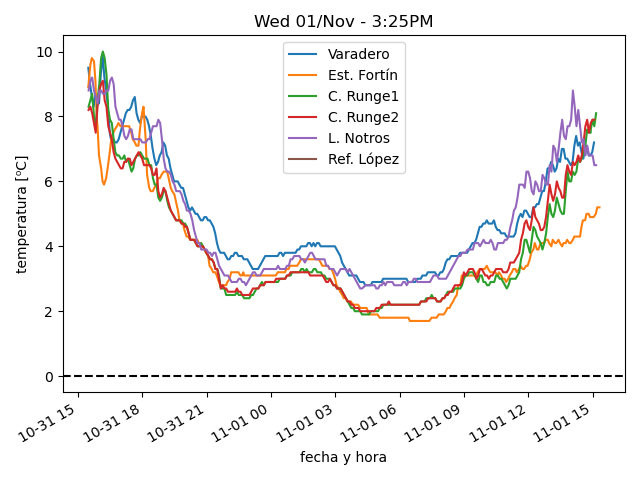 Wed 01/Nov - 3:25PM
temperatura [ºC]
10
8
6
4
2
0
Varadero
Est. Fortín
C. Runge1
C. Runge2
L. Notros
Ref. López
10-31 15
10-31 18
10-31 21
11-01 00
11-01 03
11-01 06
11-01 09
11-01 12
11-01 15
fecha y hora